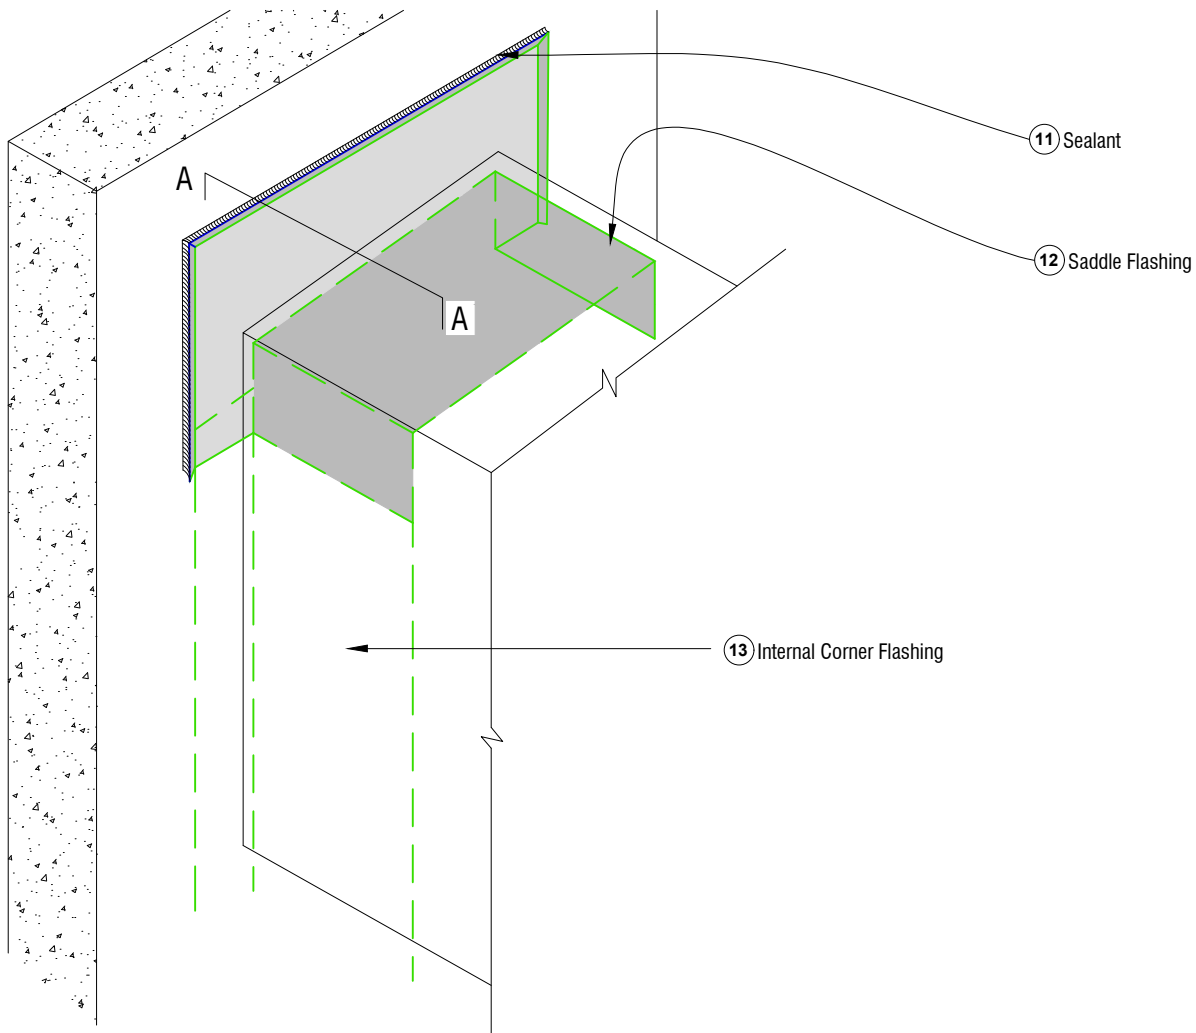 11 Sealant
A
12 Saddle Flashing
A
13 Internal Corner Flashing